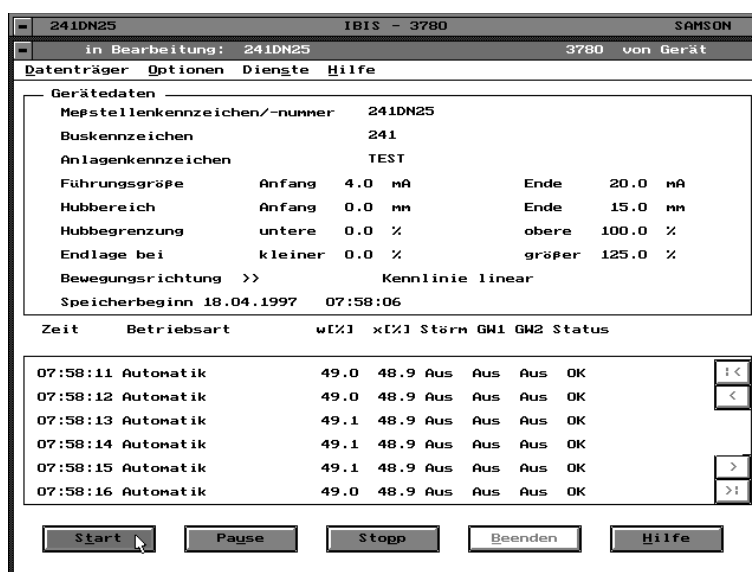 241DN25 IBIS - 3780 SAMSON
in Bearbeitung: 241DN25 3780 von Gerät
Datenträger Optionen Dienste Hilfe
Gerätedaten
Meßstellenkennzeichen/-nummer 241DN25
Buskennzeichen 241
Anlagenkennzeichen TEST
Führungsgröße Anfang 4.0 mA Ende 20.0 mA
Hubbereich Anfang 0.0 mm Ende 15.0 mm
Hubbegrenzung untere 0.0 % obere 100.0 %
Endlage bei kleiner 0.0 % größer 125.0 %
Bewegungsrichtung >> Kennlinie linear
Speicherbeginn 18.04.1997 07:58:06
Zeit Betriebsart w[%] x[%] Störm GW1 GW2 Status
07:58:11 Automatik 49.0 48.9 Aus Aus Aus OK ¦<
07:58:12 Automatik 49.0 48.9 Aus Aus Aus OK <
07:58:13 Automatik 49.1 48.9 Aus Aus Aus OK
07:58:14 Automatik 49.1 48.9 Aus Aus Aus OK
07:58:15 Automatik 49.1 48.9 Aus Aus Aus OK >
07:58:16 Automatik 49.0 48.9 Aus Aus Aus OK >¦
Start Pause Stopp Beenden Hilfe